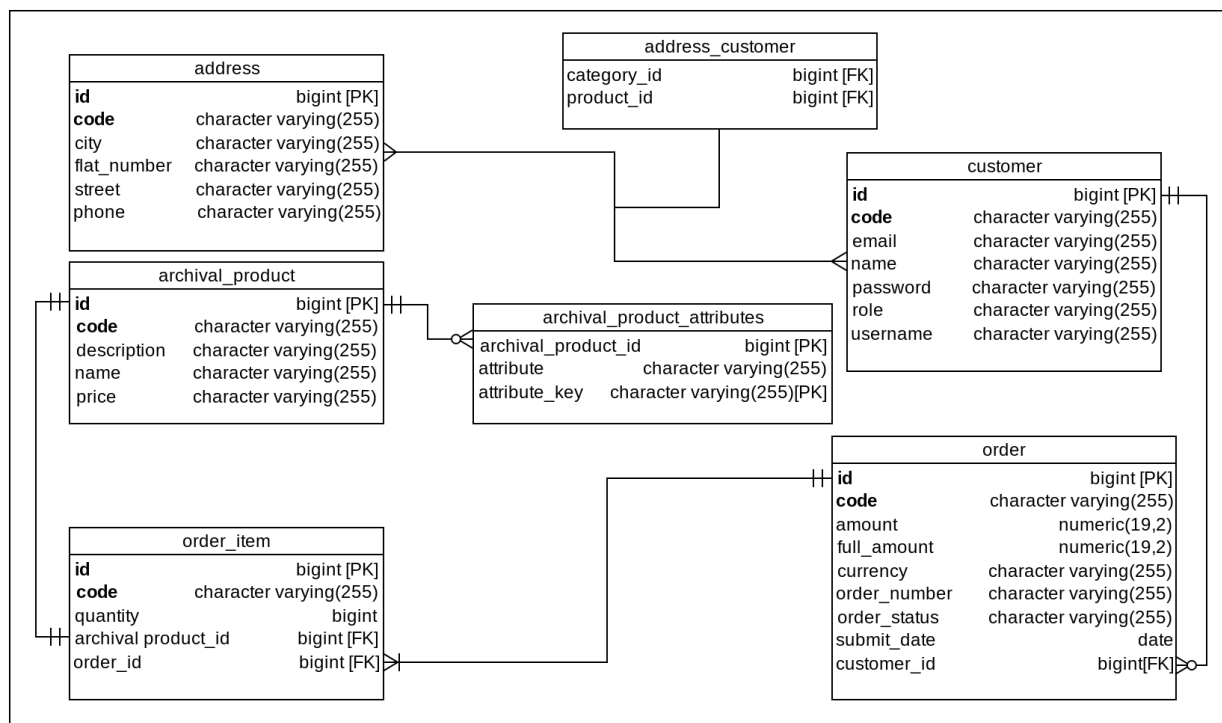 address
id bigint [PK]
code character varying(255)
city character varying(255)
flat_number character varying(255)
street character varying(255)
phone character varying(255)
address_customer
category_id bigint [FK]
product_id bigint [FK]
customer
id bigint [PK]
code character varying(255)
email character varying(255)
name character varying(255)
password character varying(255)
role character varying(255)
username character varying(255)
archival_product
id bigint [PK]
code character varying(255)
description character varying(255)
name character varying(255)
price character varying(255)
archival_product_attributes
archival_product_id bigint [PK]
attribute character varying(255)
attribute_key character varying(255)[PK]
order
id bigint [PK]
code character varying(255)
amount numeric(19,2)
full_amount numeric(19,2)
currency character varying(255)
order_number character varying(255)
order_status character varying(255)
submit_date date
customer_id bigint[FK]
order_item
id bigint [PK]
code character varying(255)
quantity bigint
archival product_id bigint [FK]
order_id bigint [FK]